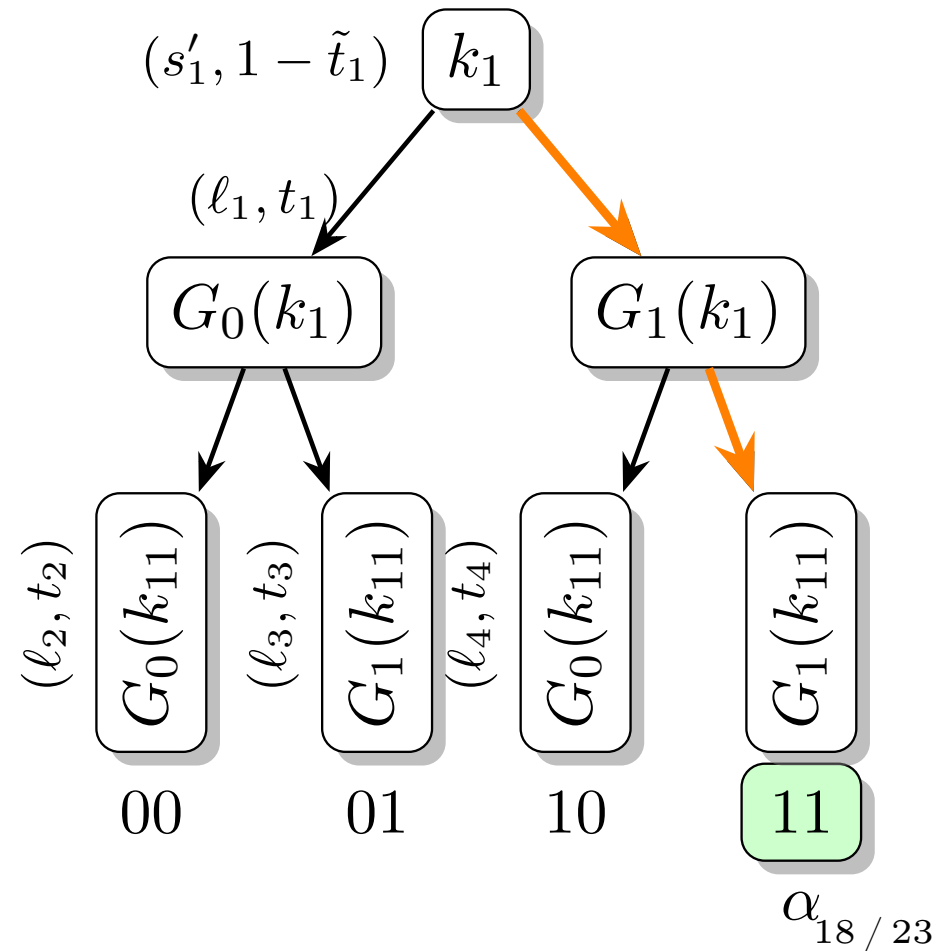 (s′₁, 1 − t̃₁) k₁
(ℓ₁, t₁)
G₀(k₁) G₁(k₁)
(ℓ₂, t₂) G₀(k₁₁) (ℓ₃, t₃) G₁(k₁₁) (ℓ₄, t₄) G₀(k₁₁) G₁(k₁₁)
00 01 10 11
α
18 / 23